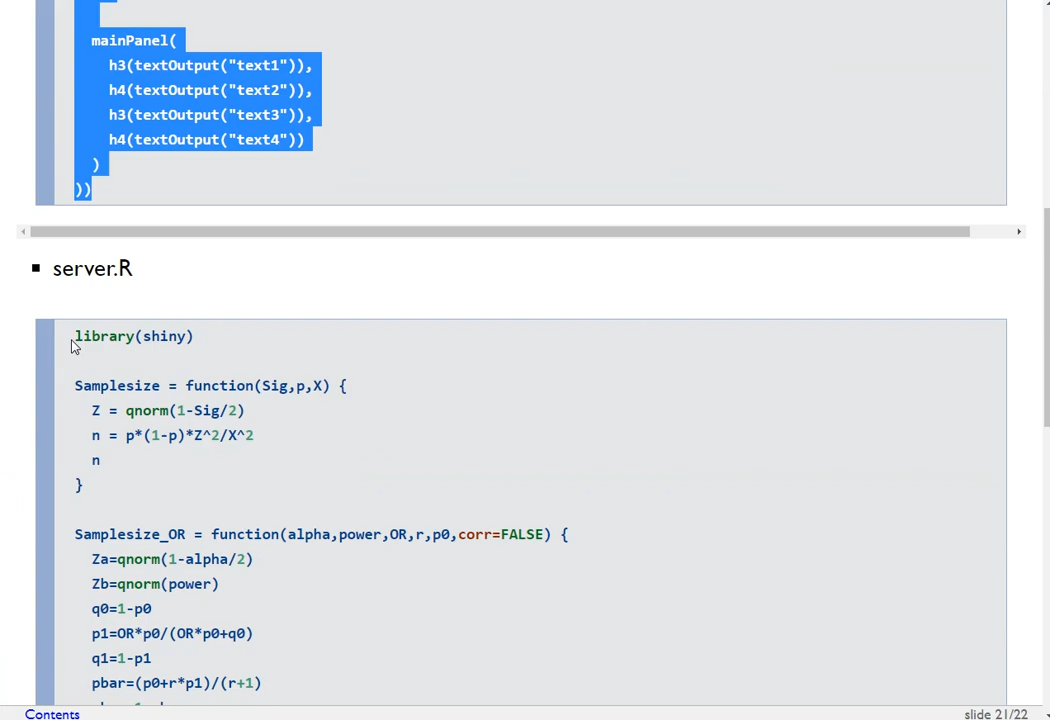 mainPanel(
h3(textOutput("text1")),
h4(textOutput("text2")),
h3(textOutput("text3")),
h4(textOutput("text4"))
)
))
server.R
library(shiny)
Samplesize = function(Sig,p,X) {
Z = qnorm(1-Sig/2)
n = p*(1-p)*Z^2/X^2
n
}
Samplesize_OR = function(alpha,power,OR,r,p0,corr=FALSE) {
Za=qnorm(1-alpha/2)
Zb=qnorm(power)
q0=1-p0
p1=OR*p0/(OR*p0+q0)
q1=1-p1
pbar=(p0+r*p1)/(r+1)
Contents
slide 21/22